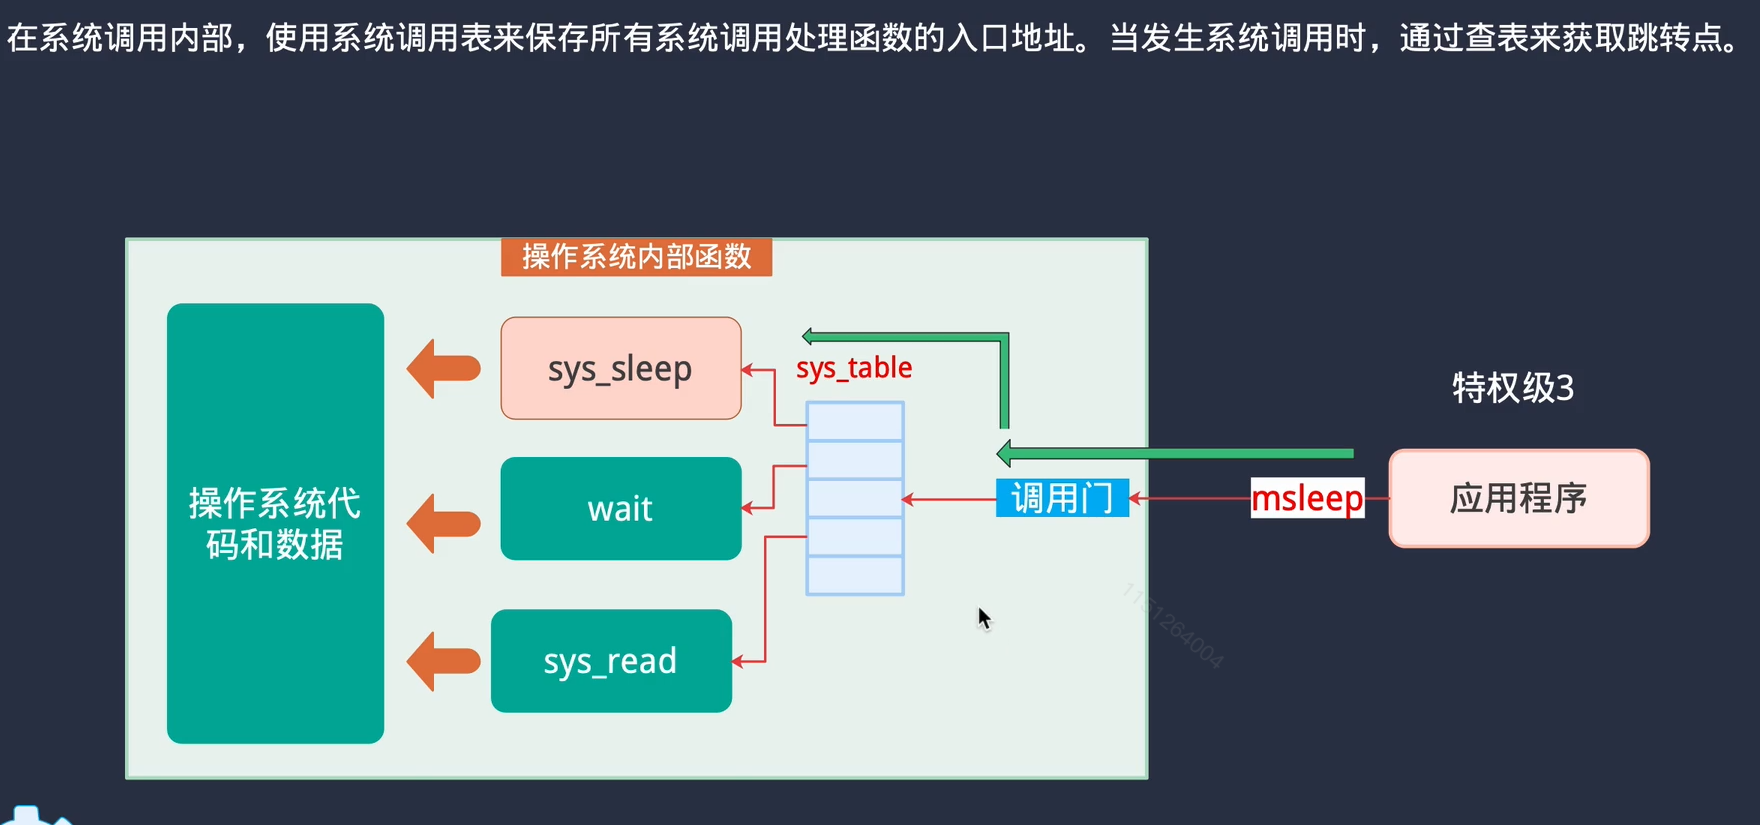 在系统调用内部，使用系统调用表来保存所有系统调用处理函数的入口地址。当发生系统调用时，通过查表来获取跳转点。
操作系统内部函数
sys_sleep
sys_table
特权级3
操作系统代
码和数据
wait
调用门
msleep
应用程序
sys_read
1151264004